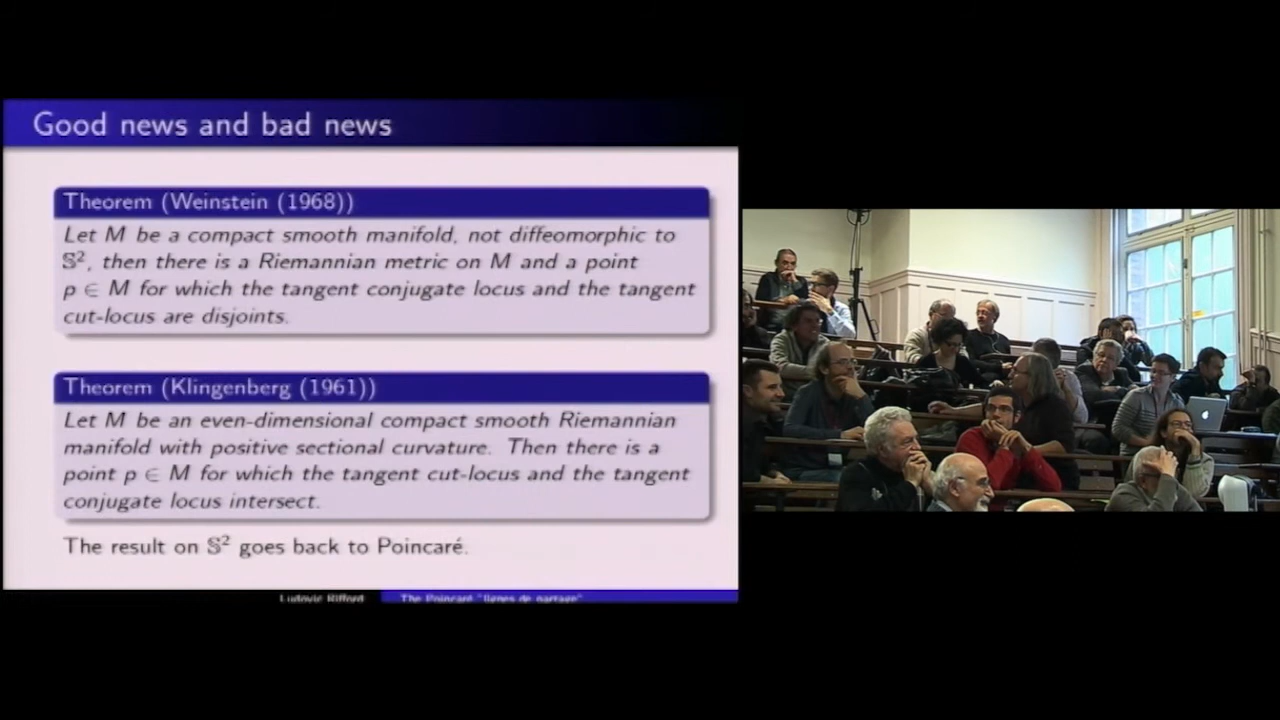 Good news and bad news
Theorem (Weinstein (1968))
Let M be a compact smooth manifold, not diffeomorphic to
𝕊², then there is a Riemannian metric on M and a point
p ∈ M for which the tangent conjugate locus and the tangent
cut-locus are disjoints.
Theorem (Klingenberg (1961))
Let M be an even-dimensional compact smooth Riemannian
manifold with positive sectional curvature. Then there is a
point p ∈ M for which the tangent cut-locus and the tangent
conjugate locus intersect.
The result on 𝕊² goes back to Poincaré.
Ludovic Rifford The Poincaré "lignes de partage"